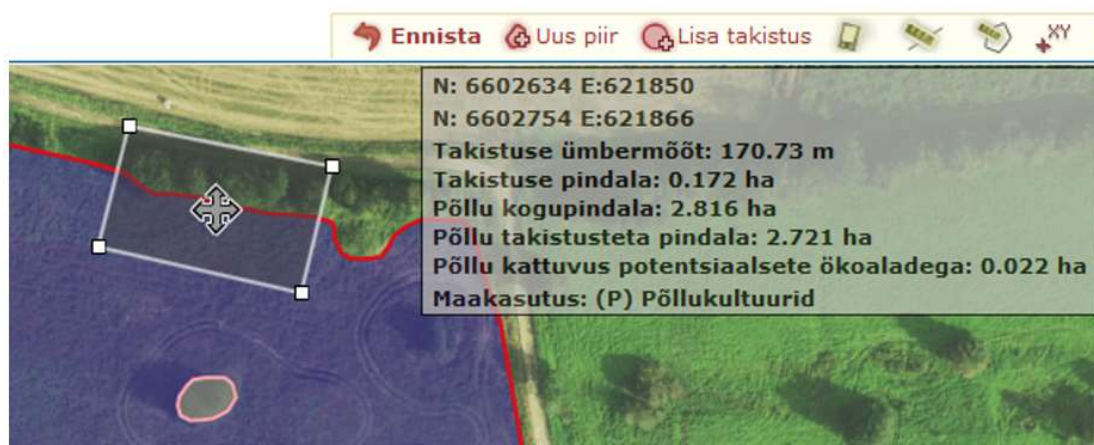 Ennista Uus piir Lisa takistus XY
N: 6602634 E:621850
N: 6602754 E:621866
Takistuse ümbermõõt: 170.73 m
Takistuse pindala: 0.172 ha
Põllu kogupindala: 2.816 ha
Põllu takistusteta pindala: 2.721 ha
Põllu kattuvus potentsiaalsete ökoaladega: 0.022 ha
Maakasutus: (P) Põllukultuurid